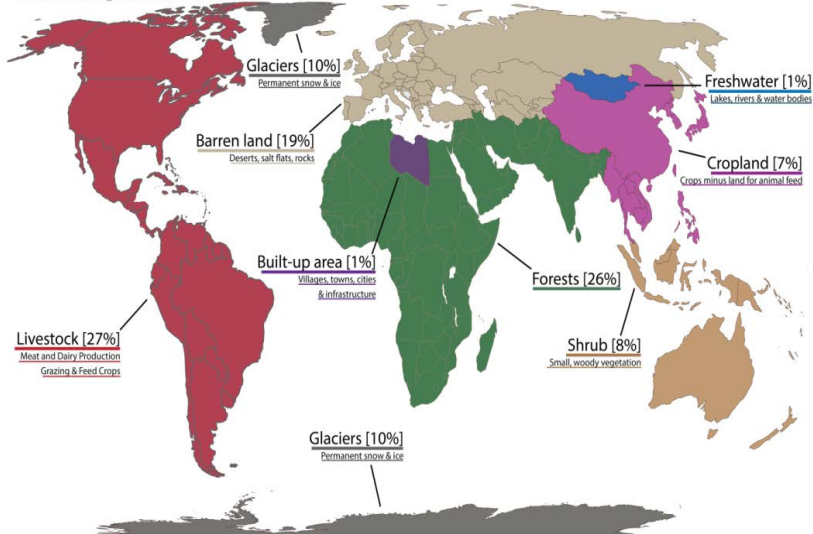 Glaciers [10%]
Permanent snow & ice
Freshwater [1%]
Lakes, rivers & water bodies
Barren land [19%]
Deserts, salt flats, rocks
Cropland [7%]
Crops minus land for animal feed
Built-up area [1%]
Villages, towns, cities
& infrastructure
Forests [26%]
Livestock [27%]
Meat and Dairy Production
Grazing & Feed Crops
Shrub [8%]
Small, woody vegetation
Glaciers [10%]
Permanent snow & ice